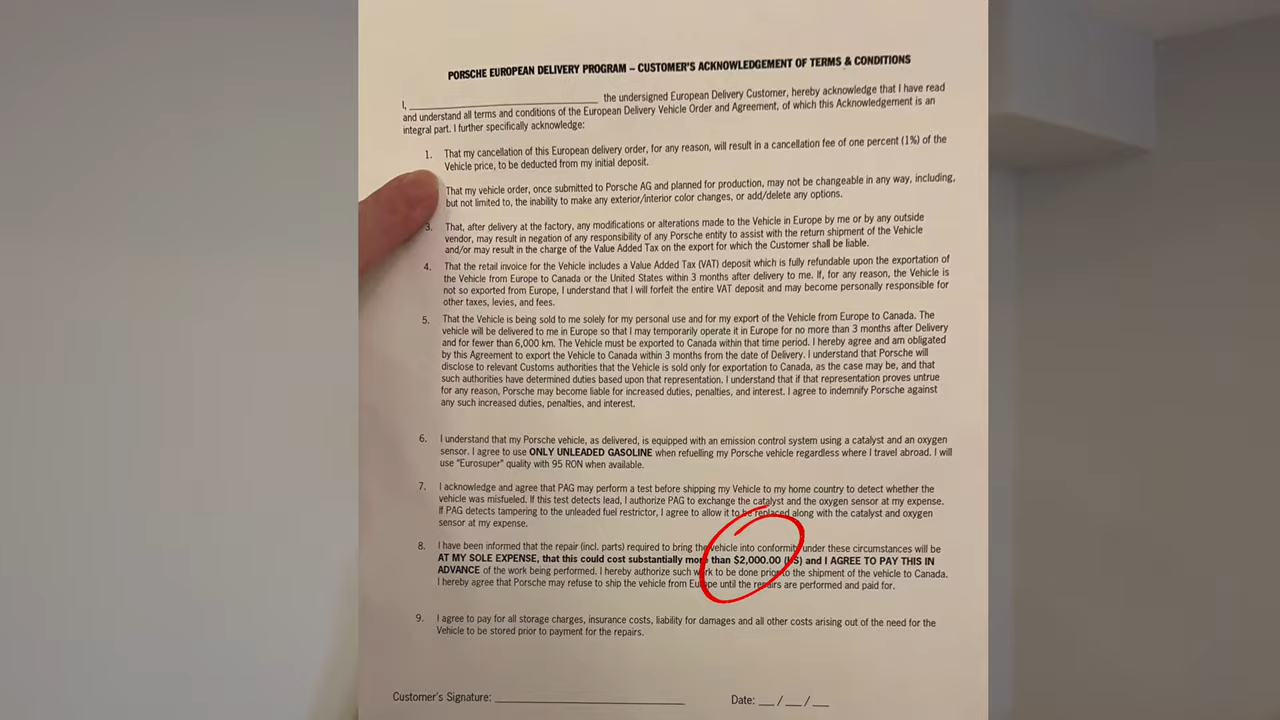 PORSCHE EUROPEAN DELIVERY PROGRAM – CUSTOMER'S ACKNOWLEDGEMENT OF TERMS & CONDITIONS
I, ______________________________ the undersigned European Delivery Customer, hereby acknowledge that I have read
and understand all terms and conditions of the European Delivery Vehicle Order and Agreement, of which this Acknowledgement is an
integral part. I further specifically acknowledge:
1. That my cancellation of this European delivery order, for any reason, will result in a cancellation fee of one percent (1%) of the
Vehicle price, to be deducted from my initial deposit.
That my vehicle order, once submitted to Porsche AG and planned for production, may not be changeable in any way, including,
but not limited to, the inability to make any exterior/interior color changes, or add/delete any options.
3. That, after delivery at the factory, any modifications or alterations made to the Vehicle in Europe by me or by any outside
vendor, may result in negation of any responsibility of any Porsche entity to assist with the return shipment of the Vehicle
and/or may result in the charge of the Value Added Tax on the export for which the Customer shall be liable.
4. That the retail invoice for the Vehicle includes a Value Added Tax (VAT) deposit which is fully refundable upon the exportation of
the Vehicle from Europe to Canada or the United States within 3 months after delivery to me. If, for any reason, the Vehicle is
not so exported from Europe, I understand that I will forfeit the entire VAT deposit and may become personally responsible for
other taxes, levies, and fees.
5. That the Vehicle is being sold to me solely for my personal use and for my export of the Vehicle from Europe to Canada. The
vehicle will be delivered to me in Europe so that I may temporarily operate it in Europe for no more than 3 months after Delivery
and for fewer than 6,000 km. The Vehicle must be exported to Canada within that time period. I hereby agree and am obligated
by this Agreement to export the Vehicle to Canada within 3 months from the date of Delivery. I understand that Porsche will
disclose to relevant Customs authorities that the Vehicle is sold only for exportation to Canada, as the case may be, and that
such authorities have determined duties based upon that representation. I understand that if that representation proves untrue
for any reason, Porsche may become liable for increased duties, penalties, and interest. I agree to indemnify Porsche against
any such increased duties, penalties, and interest.
6. I understand that my Porsche vehicle, as delivered, is equipped with an emission control system using a catalyst and an oxygen
sensor. I agree to use ONLY UNLEADED GASOLINE when refuelling my Porsche vehicle regardless where I travel abroad. I will
use "Eurosuper" quality with 95 RON when available.
7. I acknowledge and agree that PAG may perform a test before shipping my Vehicle to my home country to detect whether the
vehicle was misfueled. If this test detects lead, I authorize PAG to exchange the catalyst and the oxygen sensor at my expense.
If PAG detects tampering to the unleaded fuel restrictor, I agree to allow it to be replaced along with the catalyst and oxygen
sensor at my expense.
8. I have been informed that the repair (incl. parts) required to bring the vehicle into conformity under these circumstances will be
AT MY SOLE EXPENSE, that this could cost substantially more than $2,000.00 (US) and I AGREE TO PAY THIS IN
ADVANCE of the work being performed. I hereby authorize such work to be done prior to the shipment of the vehicle to Canada.
I hereby agree that Porsche may refuse to ship the vehicle from Europe until the repairs are performed and paid for.
9. I agree to pay for all storage charges, insurance costs, liability for damages and all other costs arising out of the need for the
Vehicle to be stored prior to payment for the repairs.
Customer's Signature: ______________________________ Date: __ / __ / __